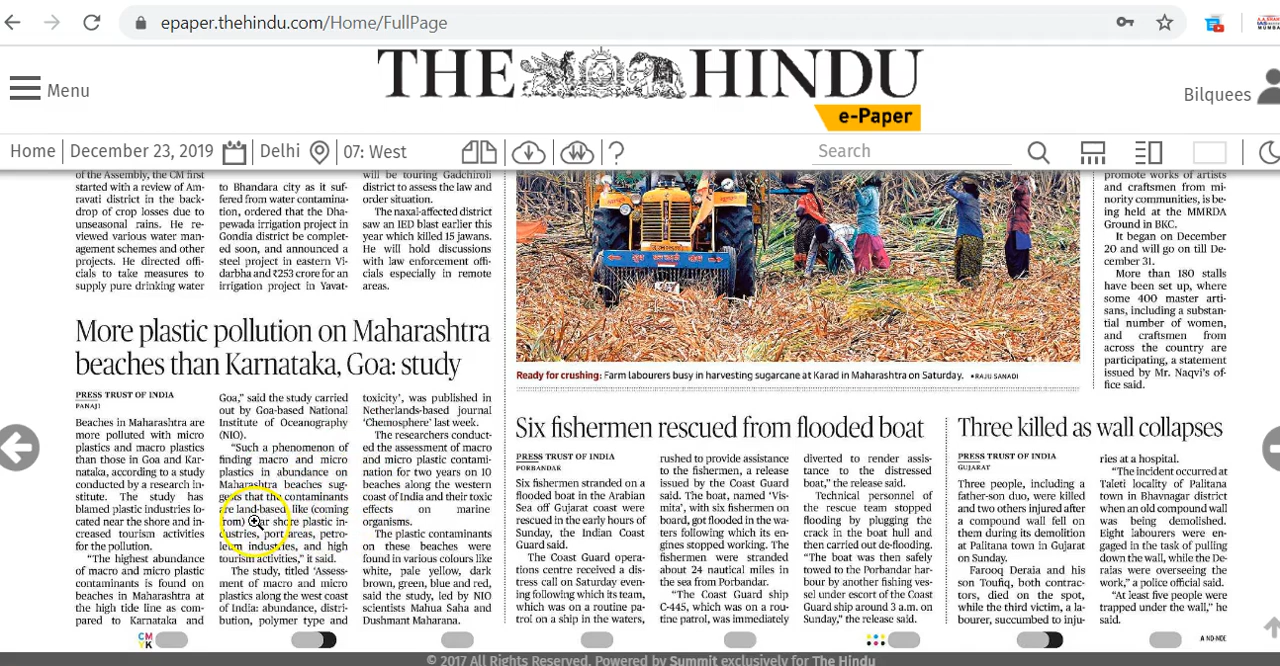 epaper.thehindu.com/Home/FullPage
THE HINDU
e-Paper
Menu
Bilquees
Home
December 23, 2019
Delhi
07: West
Search
of the Assembly, the CM first
started with a review of Am-
ravati district in the back-
drop of crop losses due to
unseasonal rains. He re-
viewed various water man-
agement schemes and other
projects. He directed offi-
cials to take measures to
supply pure drinking water
to Bhandara city as it suf-
fered from water contamina-
tion, ordered that the Dha-
pewada irrigation project in
Gondia district be complet-
ed soon, and announced a
steel project in eastern Vi-
darbha and ₹253 crore for an
irrigation project in Yavat-
will be touring Gadchiroli
district to assess the law and
order situation.
The naxal-affected district
saw an IED blast earlier this
year which killed 15 jawans.
He will hold discussions
with law enforcement offi-
cials especially in remote
areas.
More plastic pollution on Maharashtra
beaches than Karnataka, Goa: study
PRESS TRUST OF INDIA
PANAJI
Beaches in Maharashtra are
more polluted with micro
plastics and macro plastics
than those in Goa and Kar-
nataka, according to a study
conducted by a research in-
stitute. The study has
blamed plastic industries lo-
cated near the shore and in-
creased tourism activities
for the pollution.
"The highest abundance
of macro and micro plastic
contaminants is found on
beaches in Maharashtra at
the high tide line as com-
pared to Karnataka and
Goa," said the study carried
out by Goa-based National
Institute of Oceanography
(NIO).
"Such a phenomenon of
finding macro and micro
plastics in abundance on
Maharashtra beaches sug-
gest that the contaminants
are land-based like (coming
from) shore plastic in-
dustries, port areas, petro-
leum industries, and high
tourism activities," it said.
The study, titled 'Assess-
ment of macro and micro
plastics along the west coast
of India: abundance, distri-
bution, polymer type and
toxicity', was published in
Netherlands-based journal
'Chemosphere' last week.
The researchers conduct-
ed the assessment of macro
and micro plastic contami-
nation for two years on 10
beaches along the western
coast of India and their toxic
effects on marine
organisms.
The plastic contaminants
on these beaches were
found in various colours like
white, pale yellow, dark
brown, green, blue and red,
said the study, led by NIO
scientists Mahua Saha and
Dushmant Maharana.
Ready for crushing: Farm labourers busy in harvesting sugarcane at Karad in Maharashtra on Saturday. •RAJU SANADI
Six fishermen rescued from flooded boat
PRESS TRUST OF INDIA
PORBANDAR
Six fishermen stranded on a
flooded boat in the Arabian
Sea off Gujarat coast were
rescued in the early hours of
Sunday, the Indian Coast
Guard said.
The Coast Guard opera-
tions centre received a dis-
tress call on Saturday even-
ing following which its team,
which was on a routine pa-
trol on a ship in the waters,
rushed to provide assistance
to the fishermen, a release
issued by the Coast Guard
said. The boat, named 'Vis-
mita', with six fishermen on
board, got flooded in the wa-
ters following which its en-
gines stopped working. The
fishermen were stranded
about 24 nautical miles in
the sea from Porbandar.
"The Coast Guard ship
C-445, which was on a rou-
tine patrol, was immediately
diverted to render assis-
tance to the distressed
boat," the release said.
Technical personnel of
the rescue team stopped
flooding by plugging the
crack in the boat hull and
then carried out de-flooding.
"The boat was then safely
towed to the Porbandar har-
bour by another fishing ves-
sel under escort of the Coast
Guard ship around 3 a.m. on
Sunday," the release said.
promote works of artists
and craftsmen from mi-
nority communities, is be-
ing held at the MMRDA
Ground in BKC.
It began on December
20 and will go on till De-
cember 31.
More than 180 stalls
have been set up, where
some 400 master arti-
sans, including a substan-
tial number of women,
and craftsmen from
across the country are
participating, a statement
issued by Mr. Naqvi's of-
fice said.
Three killed as wall collapses
PRESS TRUST OF INDIA
GUJARAT
Three people, including a
father-son duo, were killed
and two others injured after
a compound wall fell on
them during its demolition
at Palitana town in Gujarat
on Sunday.
Farooq Deraia and his
son Toufiq, both contrac-
tors, died on the spot,
while the third victim, a la-
bourer, succumbed to inju-
ries at a hospital.
"The incident occurred at
Taleti locality of Palitana
town in Bhavnagar district
when an old compound wall
was being demolished.
Eight labourers were en-
gaged in the task of pulling
down the wall, while the De-
raias were overseeing the
work," a police official said.
"At least five people were
trapped under the wall," he
said.
CM
YK
A ND-NDE
© 2017 All Rights Reserved. Powered by Summit exclusively for The Hindu